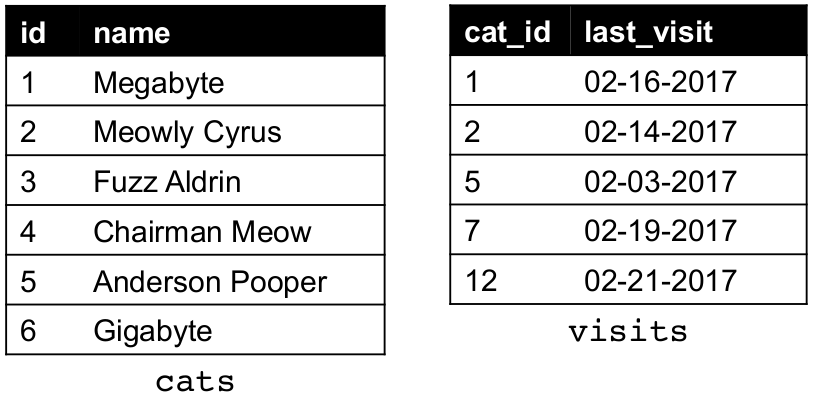 id name
1 Megabyte
2 Meowly Cyrus
3 Fuzz Aldrin
4 Chairman Meow
5 Anderson Pooper
6 Gigabyte
cats
cat_id last_visit
1 02-16-2017
2 02-14-2017
5 02-03-2017
7 02-19-2017
12 02-21-2017
visits